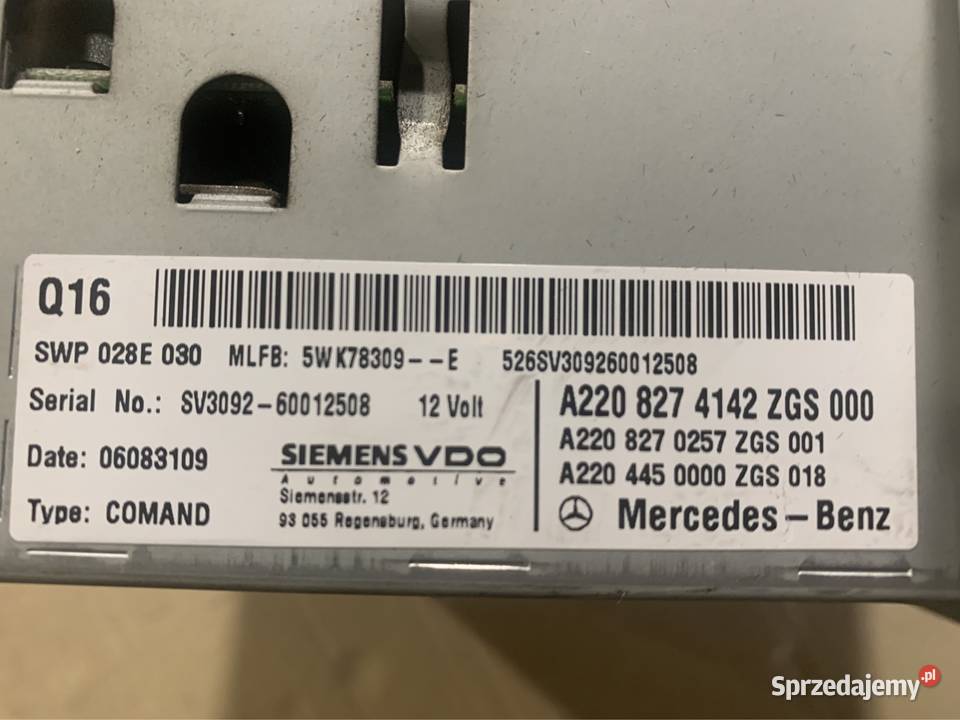 Q16
SWP 028E 030 MLFB: 5WK78309--E 526SV309260012508
Serial No.: SV3092-60012508 12 Volt
Date: 06083109
Type: COMAND
SIEMENS VDO
Automotive
Siemensstr. 12
93 055 Regensburg, Germany
A220 827 4142 ZGS 000
A220 827 0257 ZGS 001
A220 445 0000 ZGS 018
Mercedes-Benz
Sprzedajemy.pl